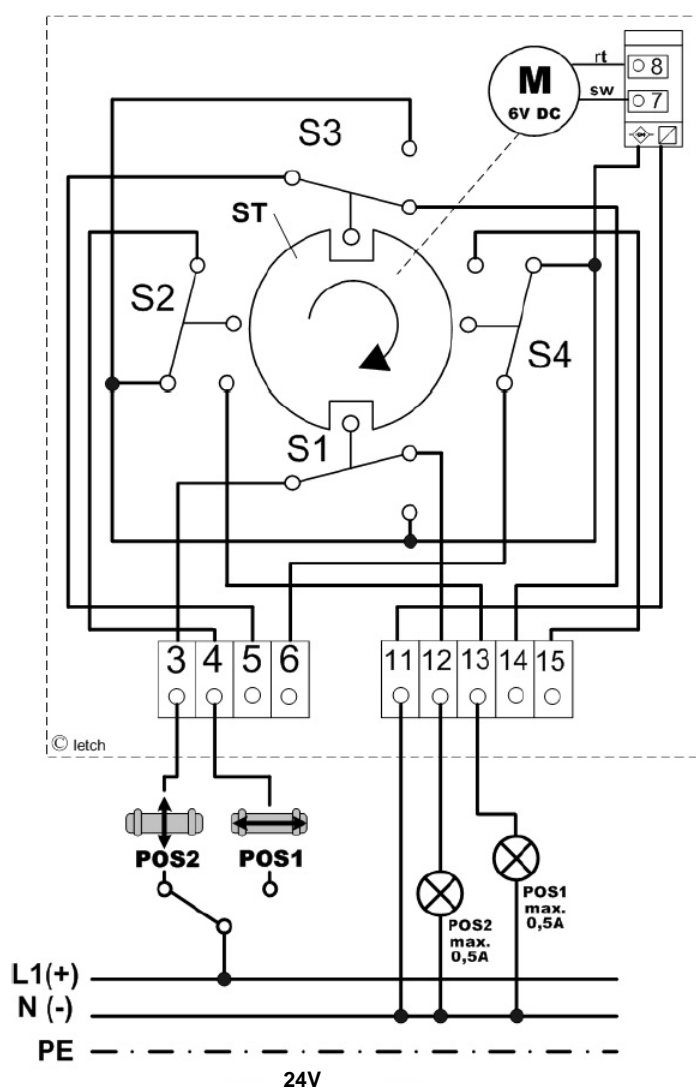 rt
8
M
6V DC
sw
7
S3
ST
S2
S4
S1
3 4 5 6
11 12 13 14 15
© letch
POS2 POS1
POS2
max.
0,5A
POS1
max.
0,5A
L1(+)
N (-)
PE
24V